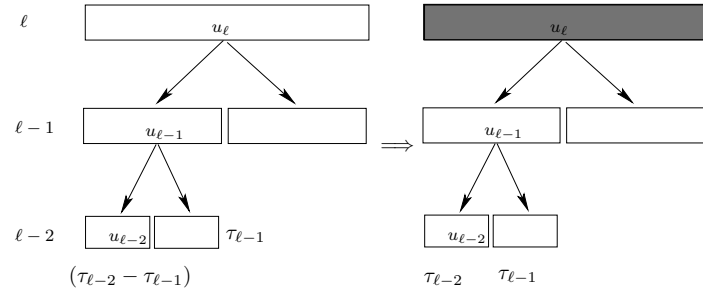 ℓ u_ℓ u_ℓ
ℓ − 1 u_{ℓ−1} ⟹ u_{ℓ−1}
ℓ − 2 u_{ℓ−2} τ_{ℓ−1} u_{ℓ−2}
(τ_{ℓ−2} − τ_{ℓ−1}) τ_{ℓ−2} τ_{ℓ−1}